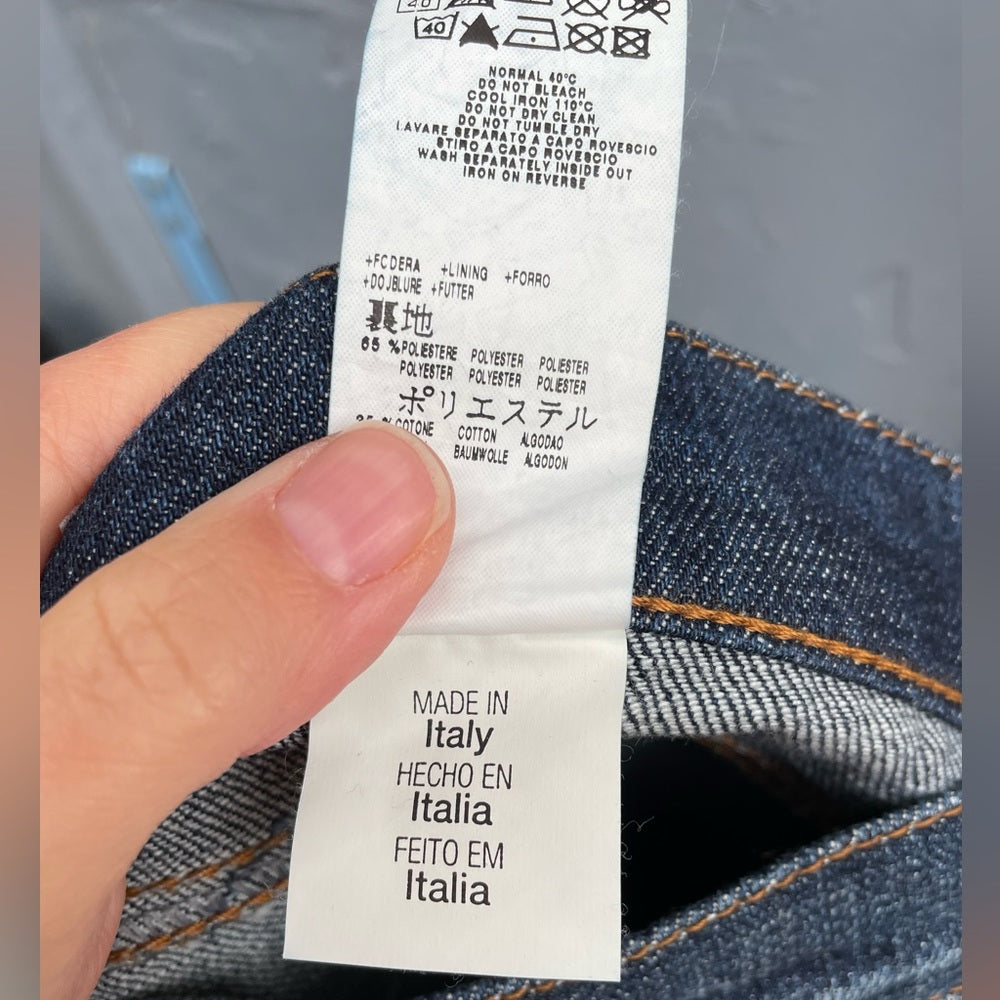 40
NORMAL 40°C
DO NOT BLEACH
COOL IRON 110°C
DO NOT DRY CLEAN
DO NOT TUMBLE DRY
LAVARE SEPARATO A CAPO ROVESCIO
STIRO A CAPO ROVESCIO
WASH SEPARATELY INSIDE OUT
IRON ON REVERSE
+FODERA +LINING +FORRO
+DOUBLURE +FUTTER
裏地
65 %POLIESTERE POLYESTER POLIESTER
POLYESTER POLYESTER POLIESTER
ポリエステル
COTONE COTTON ALGODAO
BAUMWOLLE ALGODON
MADE IN
Italy
HECHO EN
Italia
FEITO EM
Italia